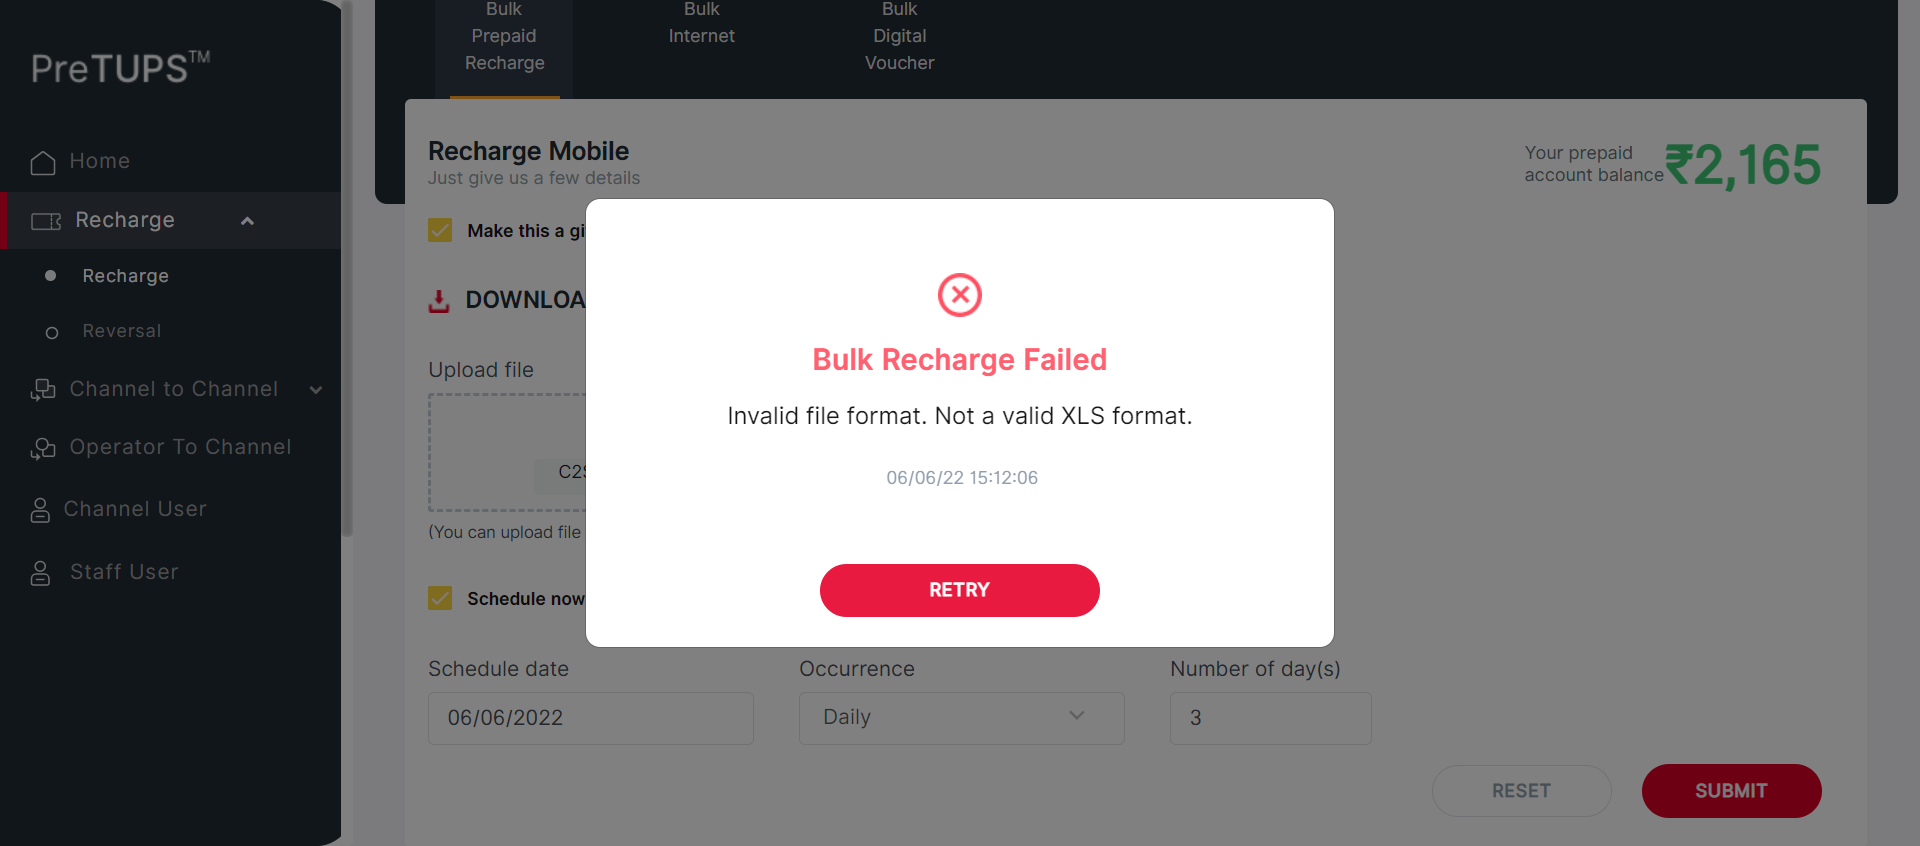 PreTUPS™
Home
Recharge
Recharge
Reversal
Channel to Channel
Operator To Channel
Channel User
Staff User
Bulk
Prepaid
Recharge
Bulk
Internet
Bulk
Digital
Voucher
Recharge Mobile
Just give us a few details
Your prepaid
account balance
₹2,165
Make this a gi
DOWNLOA
Upload file
C2S
(You can upload file
Schedule now
Bulk Recharge Failed
Invalid file format. Not a valid XLS format.
06/06/22 15:12:06
RETRY
Schedule date
Occurrence
Number of day(s)
06/06/2022
Daily
3
RESET
SUBMIT